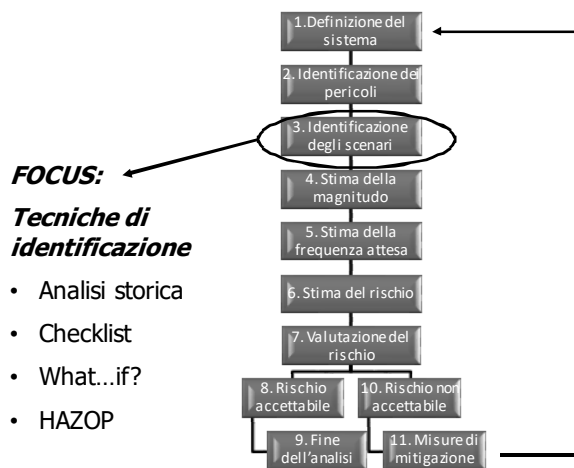 1.Definizione del
sistema
2. Identificazione dei
pericoli
3. Identificazione
degli scenari
FOCUS:
Tecniche di
identificazione
• Analisi storica
• Checklist
• What...if?
• HAZOP
4. Stima della
magnitudo
5. Stima della
frequenza attesa
6. Stima del rischio
7. Valutazione del
rischio
8. Rischio
accettabile
10. Rischio non
accettabile
9. Fine
dell'analisi
11. Misure di
mitigazione